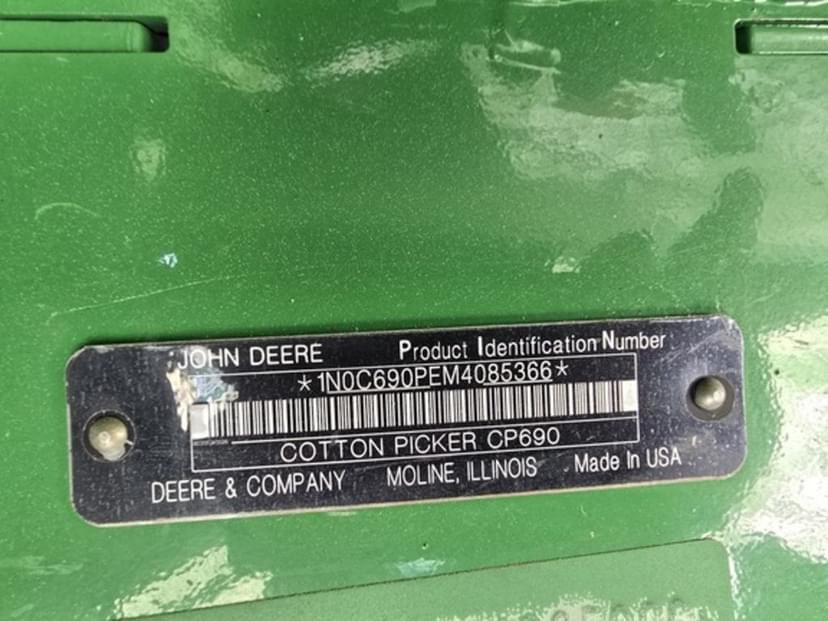 JOHN DEERE Product Identification Number
*1N0C690PEM4085366*
COTTON PICKER CP690
DEERE & COMPANY MOLINE, ILLINOIS Made In USA